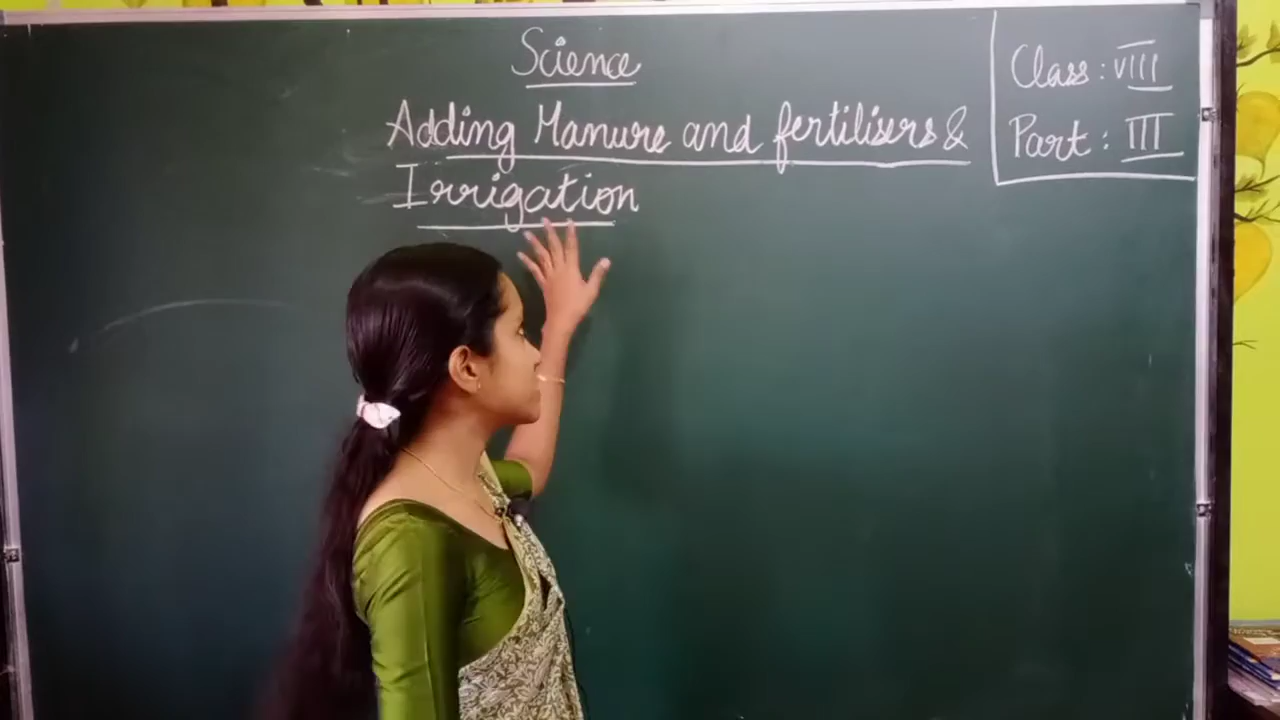 Science
Adding Manure and fertilisers &
Irrigation
Class: VIII
Part: III